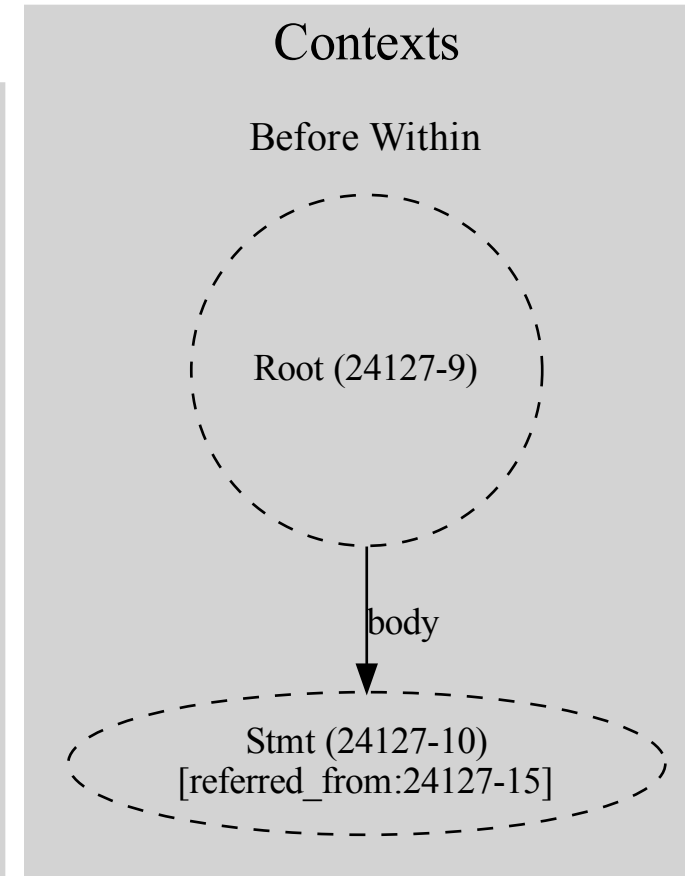 Contexts
Before Within
Root (24127-9)
body
Stmt (24127-10)
[referred_from:24127-15]